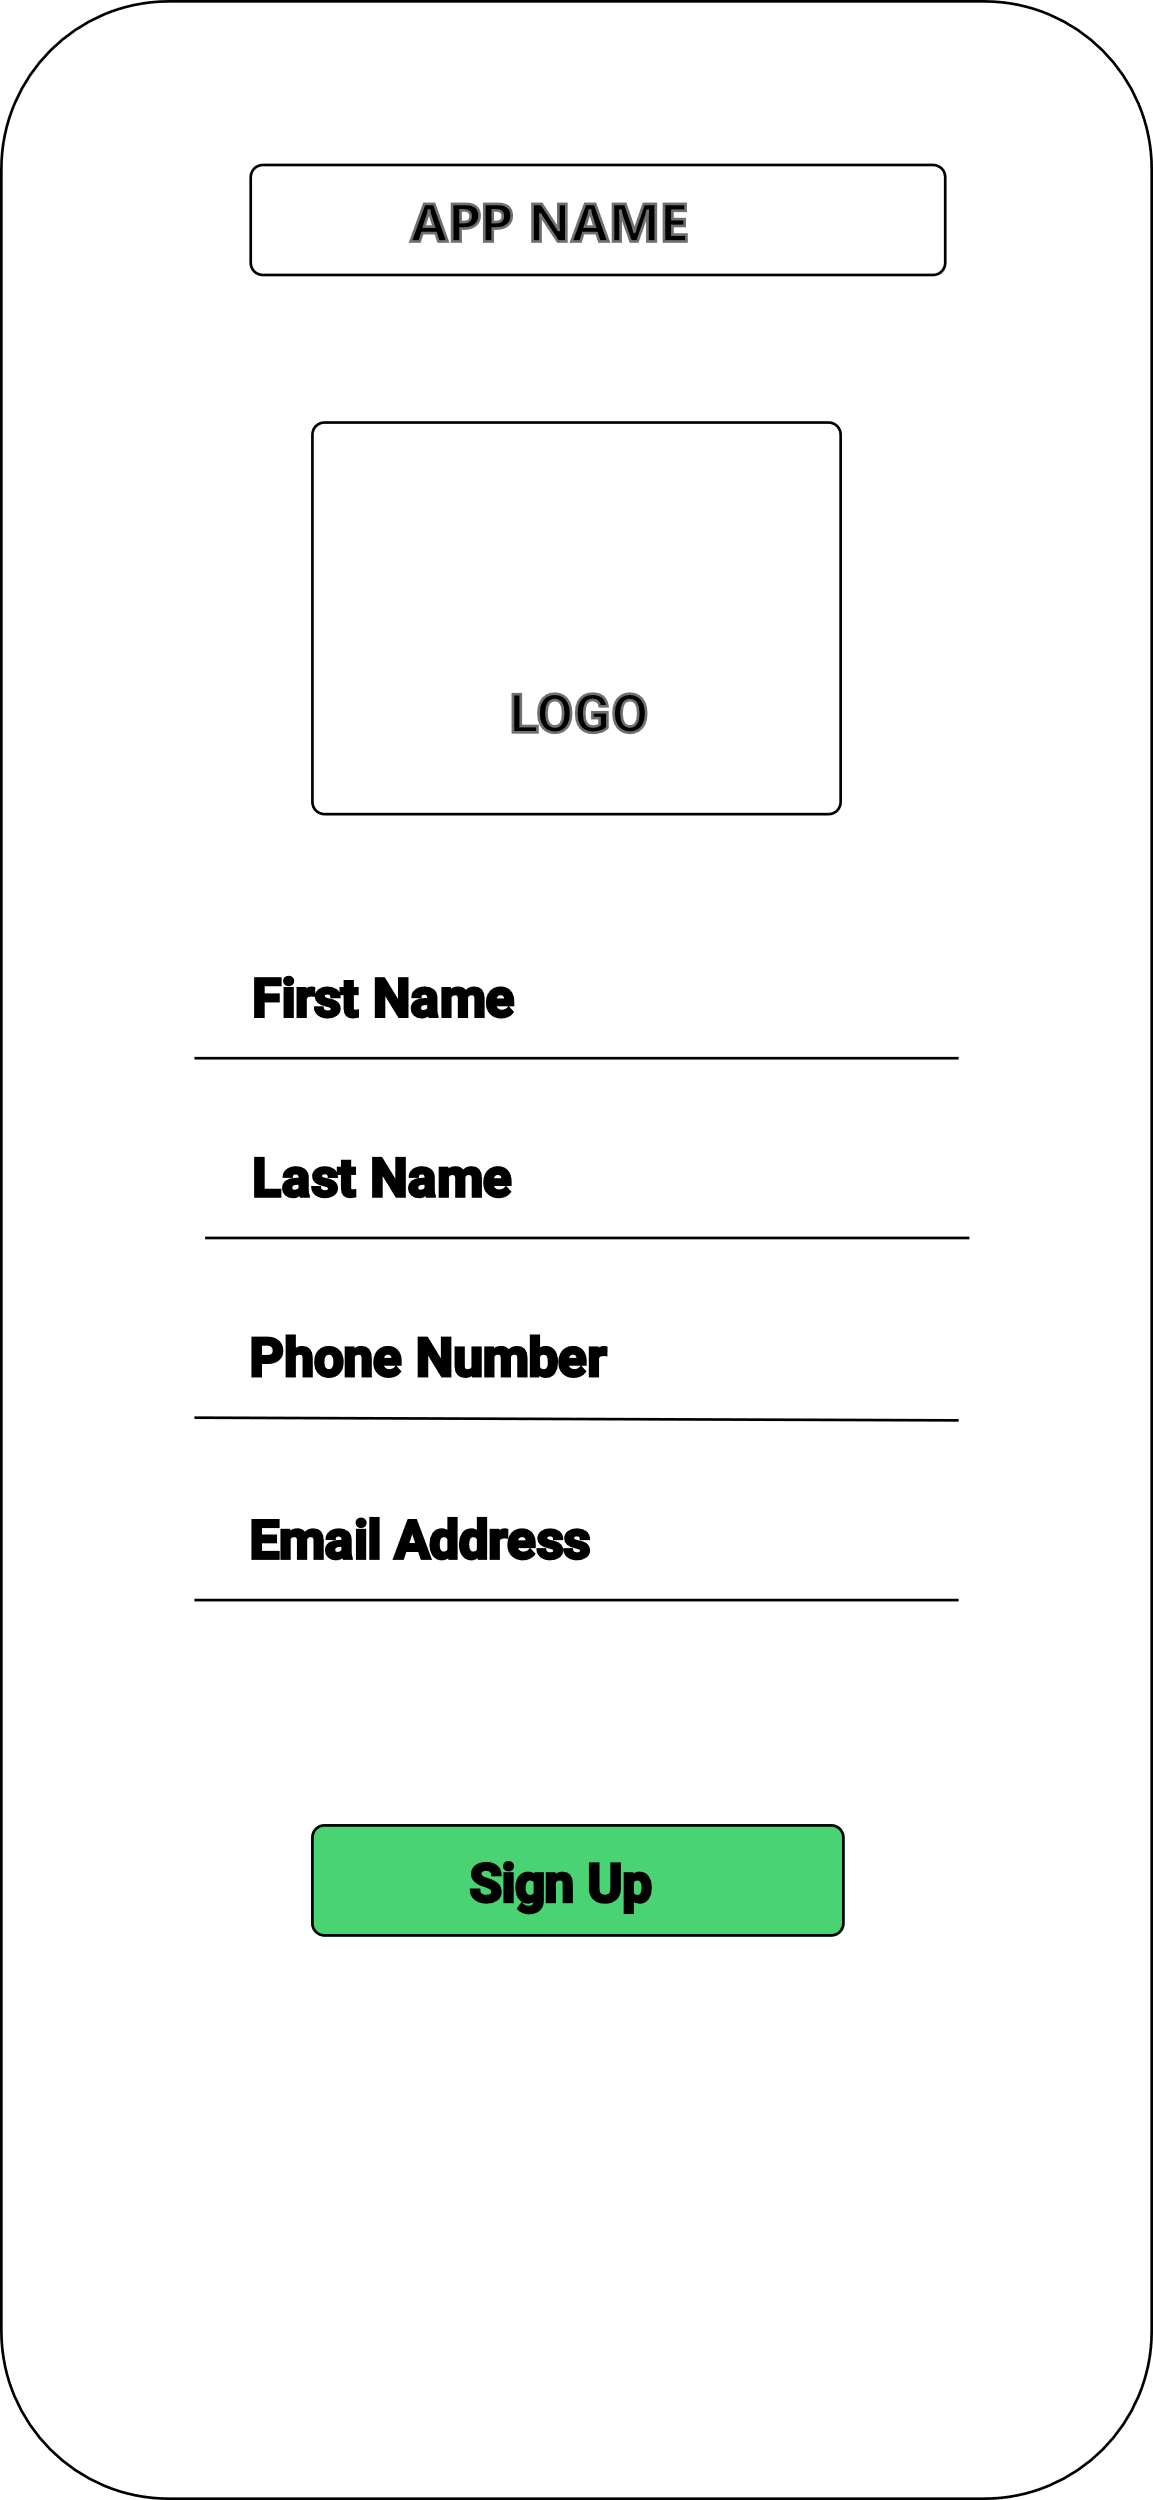 APP NAME
LOGO
First Name
Last Name
Phone Number
Email Address
Sign Up